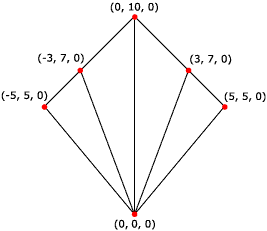 (0, 10, 0)
(-3, 7, 0)
(3, 7, 0)
(-5, 5, 0)
(5, 5, 0)
(0, 0, 0)